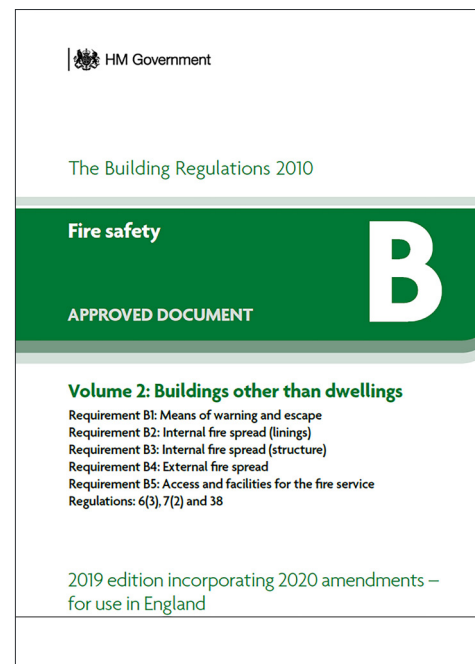 HM Government
The Building Regulations 2010
Fire safety
B
APPROVED DOCUMENT
Volume 2: Buildings other than dwellings
Requirement B1: Means of warning and escape
Requirement B2: Internal fire spread (linings)
Requirement B3: Internal fire spread (structure)
Requirement B4: External fire spread
Requirement B5: Access and facilities for the fire service
Regulations: 6(3), 7(2) and 38
2019 edition incorporating 2020 amendments –
for use in England